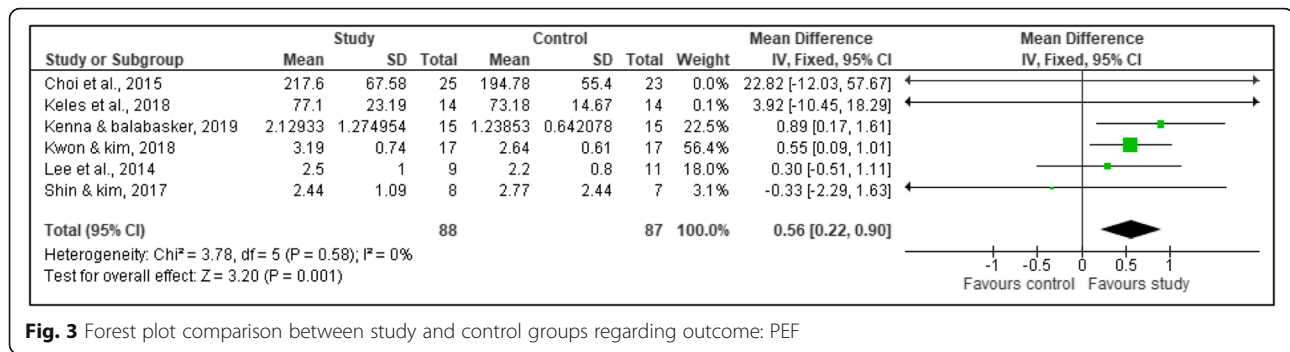 Study Control Mean Difference Mean Difference
Study or Subgroup Mean SD Total Mean SD Total Weight IV, Fixed, 95% CI IV, Fixed, 95% CI
Choi et al., 2015 217.6 67.58 25 194.78 55.4 23 0.0% 22.82 [-12.03, 57.67]
Keles et al., 2018 77.1 23.19 14 73.18 14.67 14 0.1% 3.92 [-10.45, 18.29]
Kenna & balabasker, 2019 2.12933 1.274954 15 1.23853 0.642078 15 22.5% 0.89 [0.17, 1.61]
Kwon & kim, 2018 3.19 0.74 17 2.64 0.61 17 56.4% 0.55 [0.09, 1.01]
Lee et al., 2014 2.5 1 9 2.2 0.8 11 18.0% 0.30 [-0.51, 1.11]
Shin & kim, 2017 2.44 1.09 8 2.77 2.44 7 3.1% -0.33 [-2.29, 1.63]
Total (95% CI) 88 87 100.0% 0.56 [0.22, 0.90]
Heterogeneity: Chi² = 3.78, df = 5 (P = 0.58); I² = 0%
Test for overall effect: Z = 3.20 (P = 0.001)
-1 -0.5 0 0.5 1
Favours control Favours study
Fig. 3 Forest plot comparison between study and control groups regarding outcome: PEF